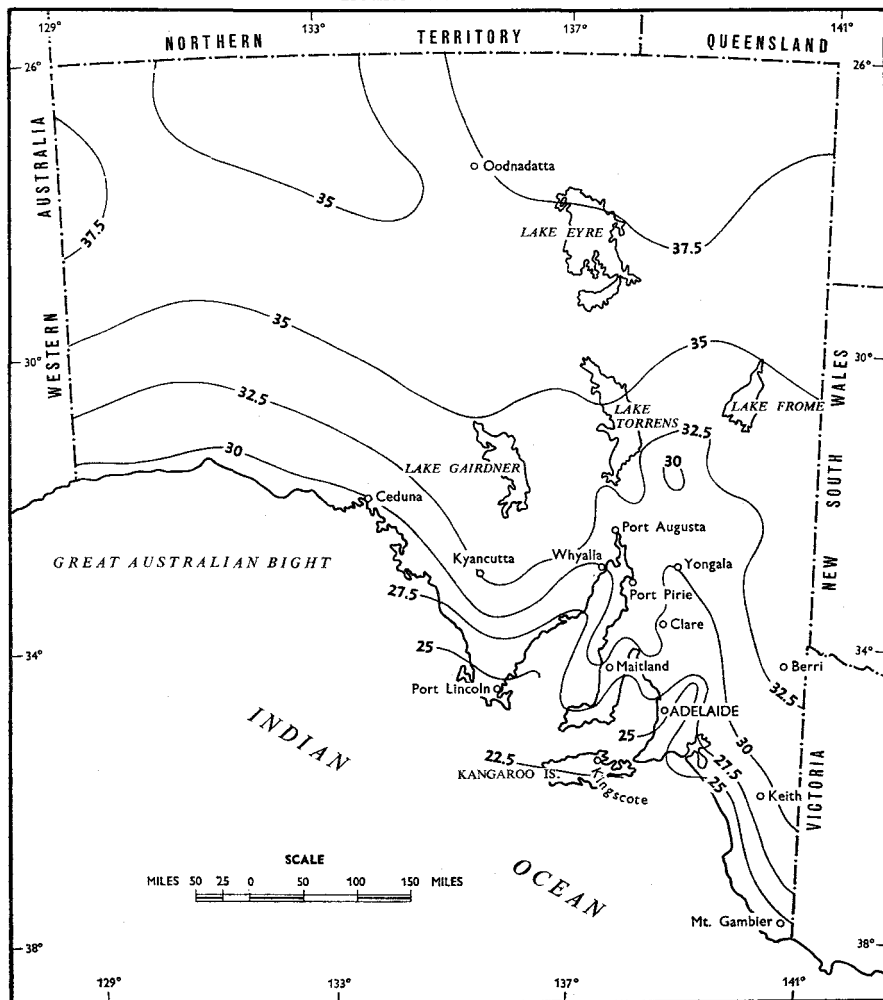 129° 133° 137° 141°
NORTHERN TERRITORY QUEENSLAND
26° 26°
Oodnadatta
AUSTRALIA
35
37.5
LAKE EYRE
37.5
WESTERN
35
35
30° 30°
32.5
LAKE TORRENS
LAKE FROME
32.5
NEW SOUTH WALES
30
LAKE GAIRDNER
30
Ceduna
Port Augusta
GREAT AUSTRALIAN BIGHT
Kyancutta
Whyalla
Yongala
27.5
Port Pirie
Clare
34° 34°
25
Maitland
Berri
Port Lincoln
32.5
ADELAIDE
25
INDIAN
30
22.5
27.5
KANGAROO IS.
Kingscote
25
Keith
VICTORIA
SCALE
MILES 50 25 0 50 100 150 MILES
OCEAN
Mt. Gambier
38° 38°
129° 133° 137° 141°